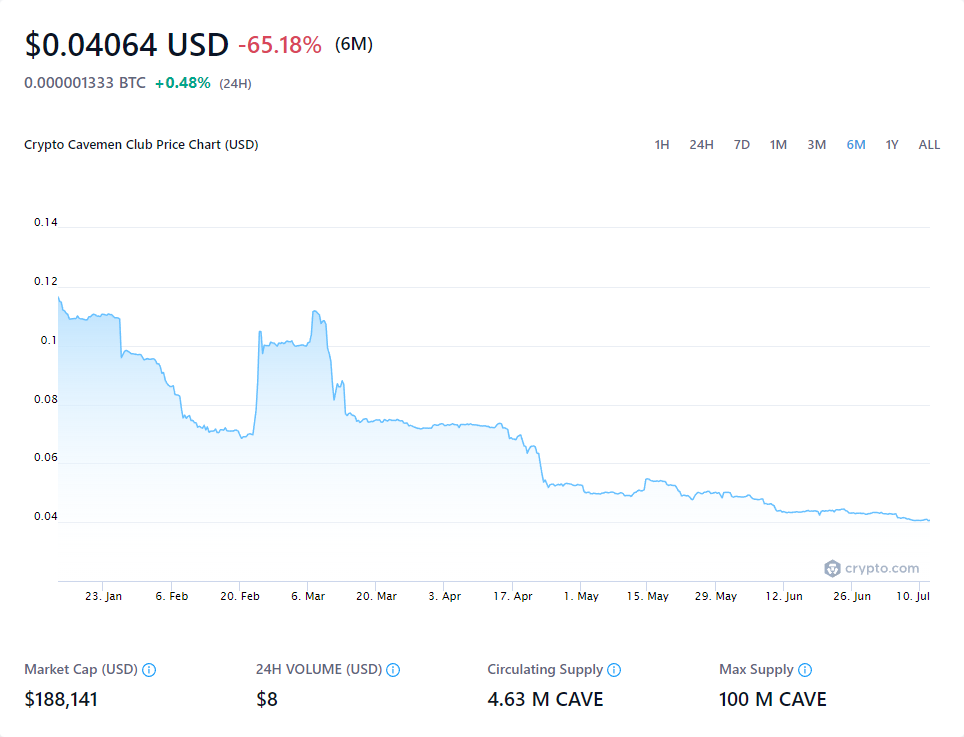 $0.04064 USD -65.18% (6M)
0.000001333 BTC +0.48% (24H)
Crypto Cavemen Club Price Chart (USD) 1H 24H 7D 1M 3M 6M 1Y ALL
0.14
0.12
0.1
0.08
0.06
0.04
crypto.com
23. Jan 6. Feb 20. Feb 6. Mar 20. Mar 3. Apr 17. Apr 1. May 15. May 29. May 12. Jun 26. Jun 10. Jul
Market Cap (USD) 24H VOLUME (USD) Circulating Supply Max Supply
$188,141 $8 4.63 M CAVE 100 M CAVE